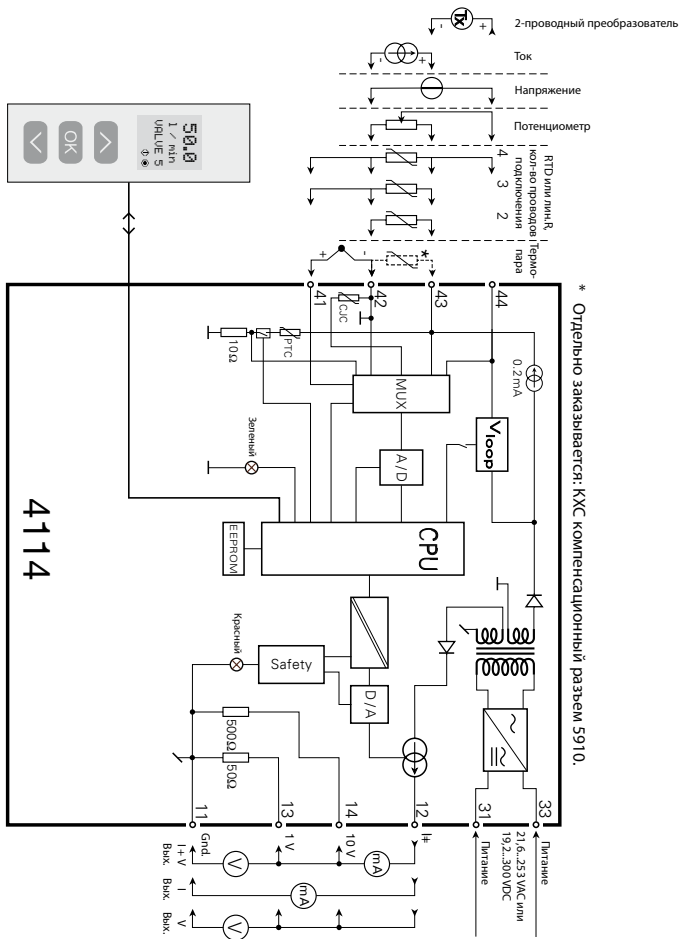 2-проводный преобразователь
Tx
- +
Ток
- +
Напряжение
Потенциометр
RTD или лин.R,
кол-во проводов
подключения
4
3
2
Термо-
пара
+ - *
* Отдельно заказывается: КХС компенсационный разъем 5910.
50.0
l / min
VALVE 5
OK
41
42
43
44
CJC
PTC
10 Ω
MUX
0.2 mA
Vloop
Зеленый
A/D
CPU
EEPROM
4114
Красный
Safety
D/A
500Ω
50Ω
11
13
14
12
31
33
Gnd.
1 V
10 V
I+
Питание
21,6...253 VAC или
19,2...300 VDC
Питание
V
mA
I + V
Вых.
mA
I
Вых.
V
V
Вых.